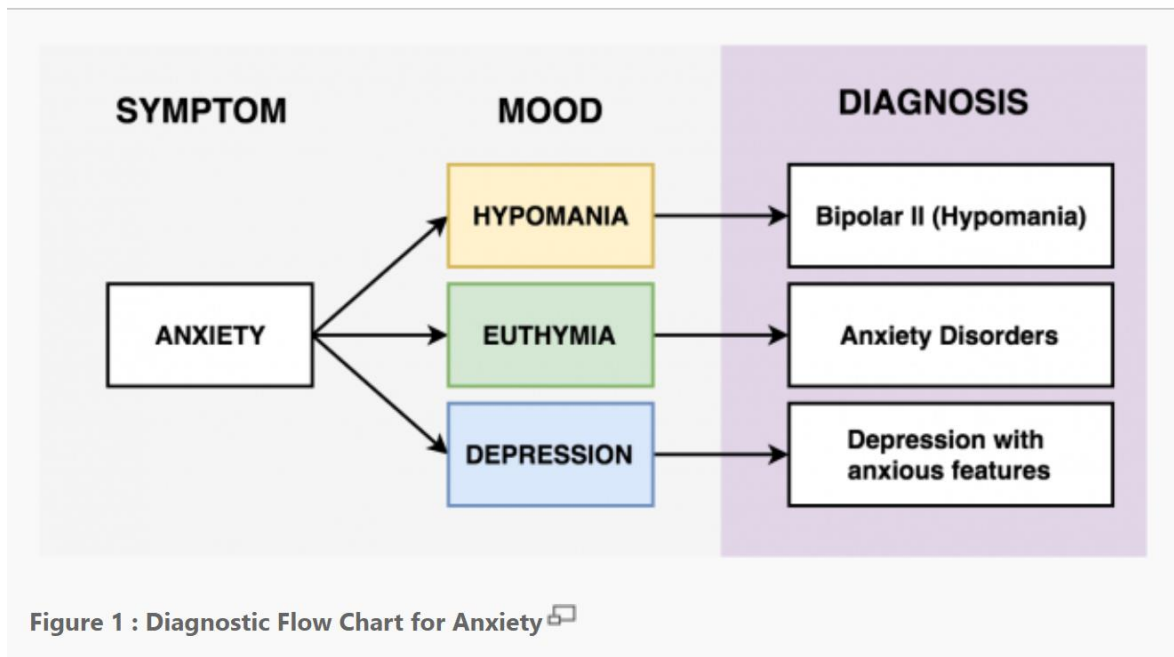 SYMPTOM
MOOD
DIAGNOSIS
ANXIETY
HYPOMANIA
EUTHYMIA
DEPRESSION
Bipolar II (Hypomania)
Anxiety Disorders
Depression with
anxious features
Figure 1 : Diagnostic Flow Chart for Anxiety